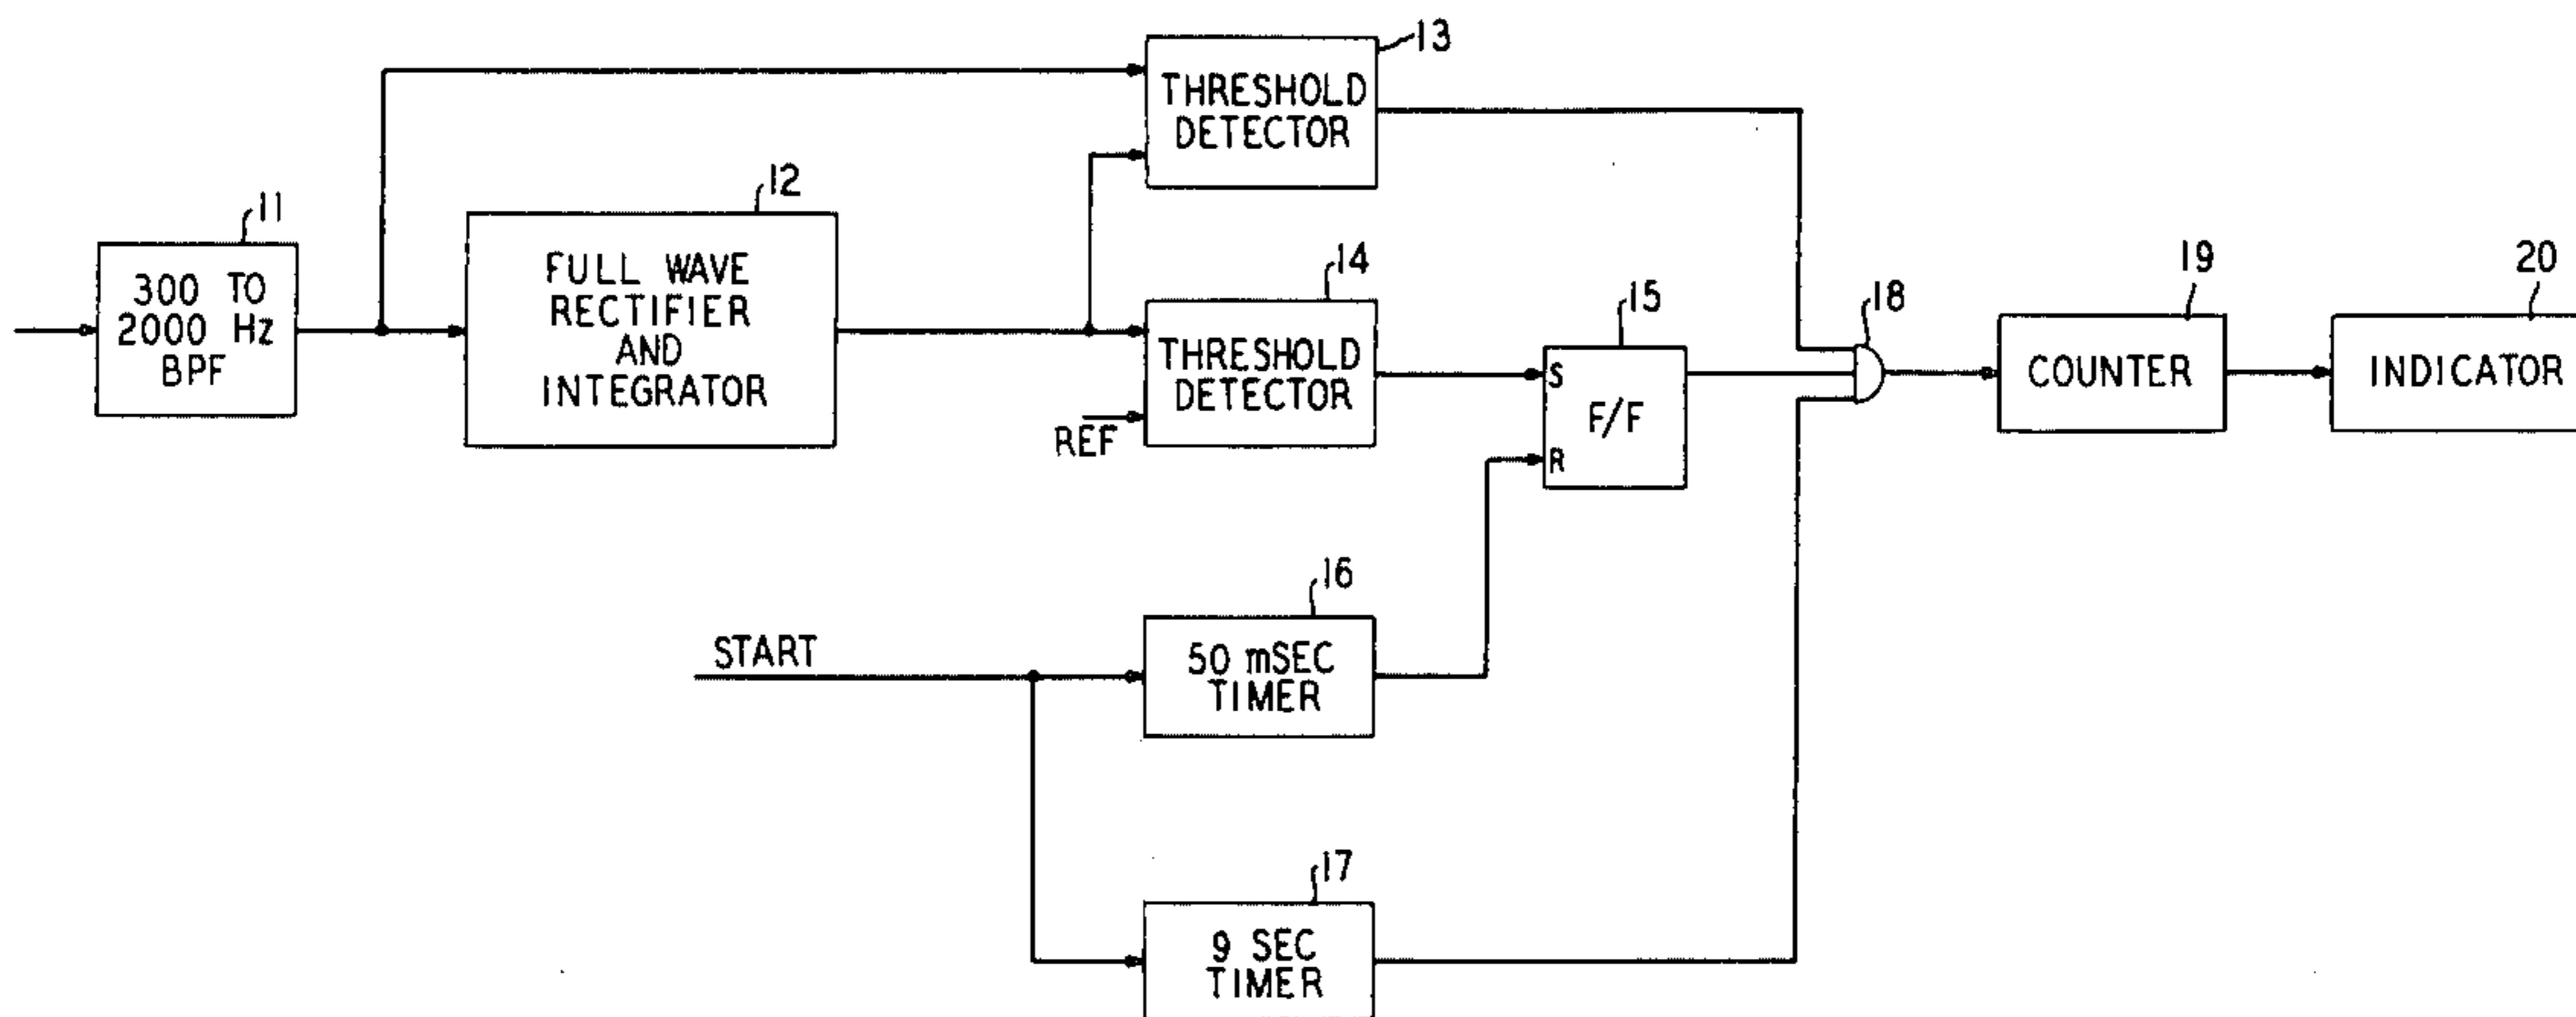 13
THRESHOLD
DETECTOR
12
FULL WAVE
RECTIFIER
AND
INTEGRATOR
11
300 TO
2000 Hz
BPF
14
THRESHOLD
DETECTOR
REF
15
S
F/F
R
18
19
COUNTER
20
INDICATOR
16
START
50 mSEC
TIMER
17
9 SEC
TIMER